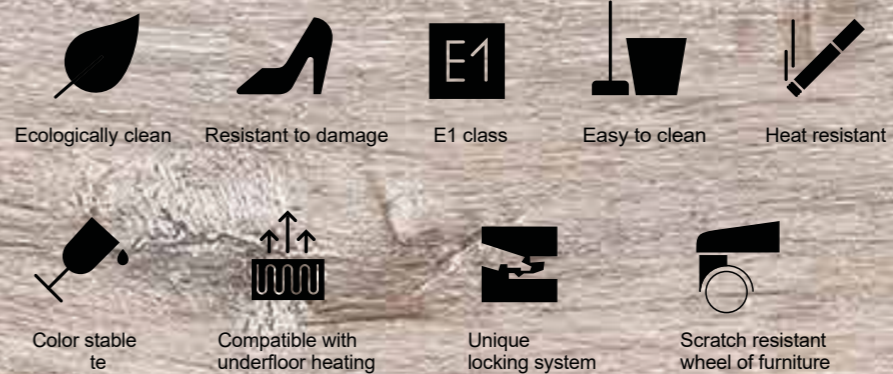 E1
Ecologically clean
Resistant to damage
E1 class
Easy to clean
Heat resistant
Color stable
te
Compatible with
underfloor heating
Unique
locking system
Scratch resistant
wheel of furniture